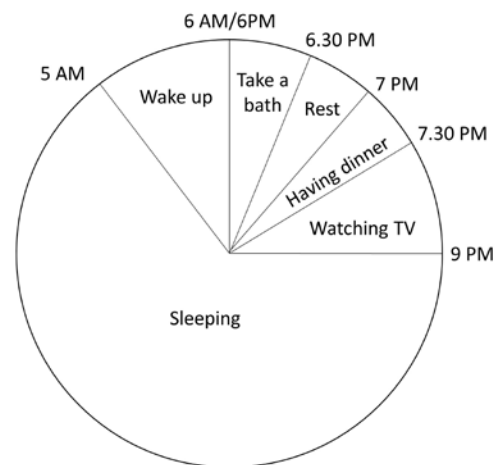 6 AM/6PM
6.30 PM
5 AM
7 PM
Wake up
Take a
bath
Rest
7.30 PM
Having dinner
Watching TV
9 PM
Sleeping